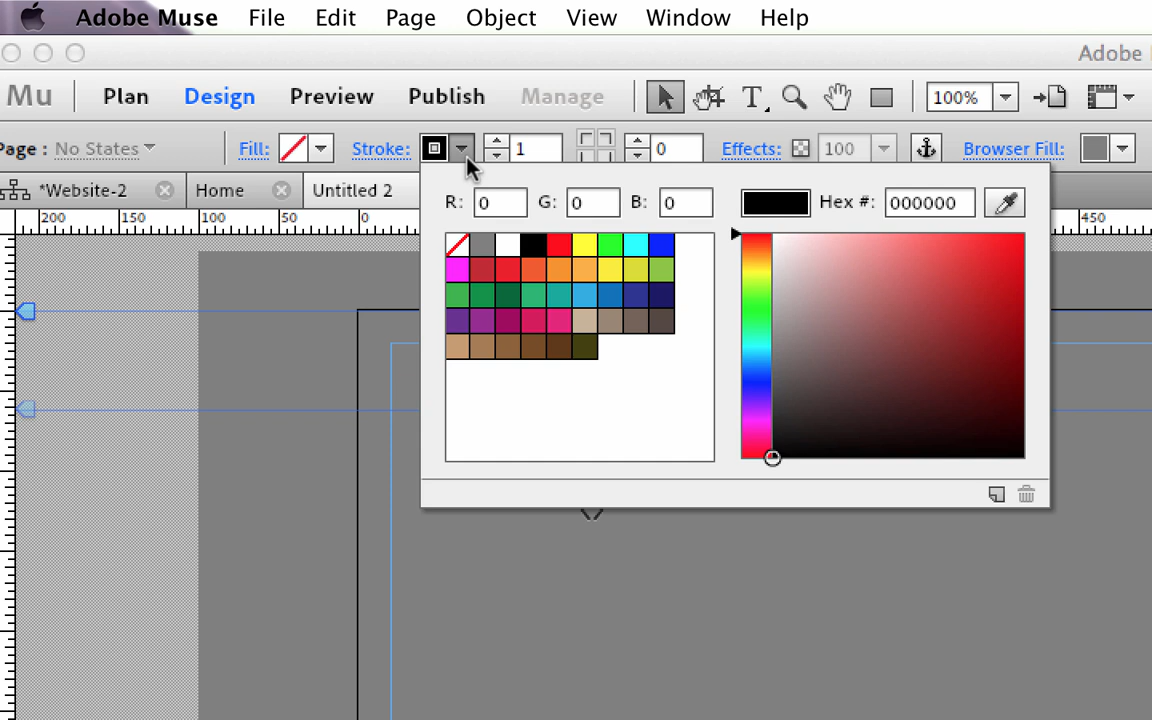 Adobe Muse File Edit Page Object View Window Help
Adobe
Mu Plan Design Preview Publish Manage T 100%
Page : No States Fill: Stroke: 1 0 Effects: 100 Browser Fill:
*Website-2 Home Untitled 2
200 150 100 50 0 450
R: 0 G: 0 B: 0 Hex #: 000000